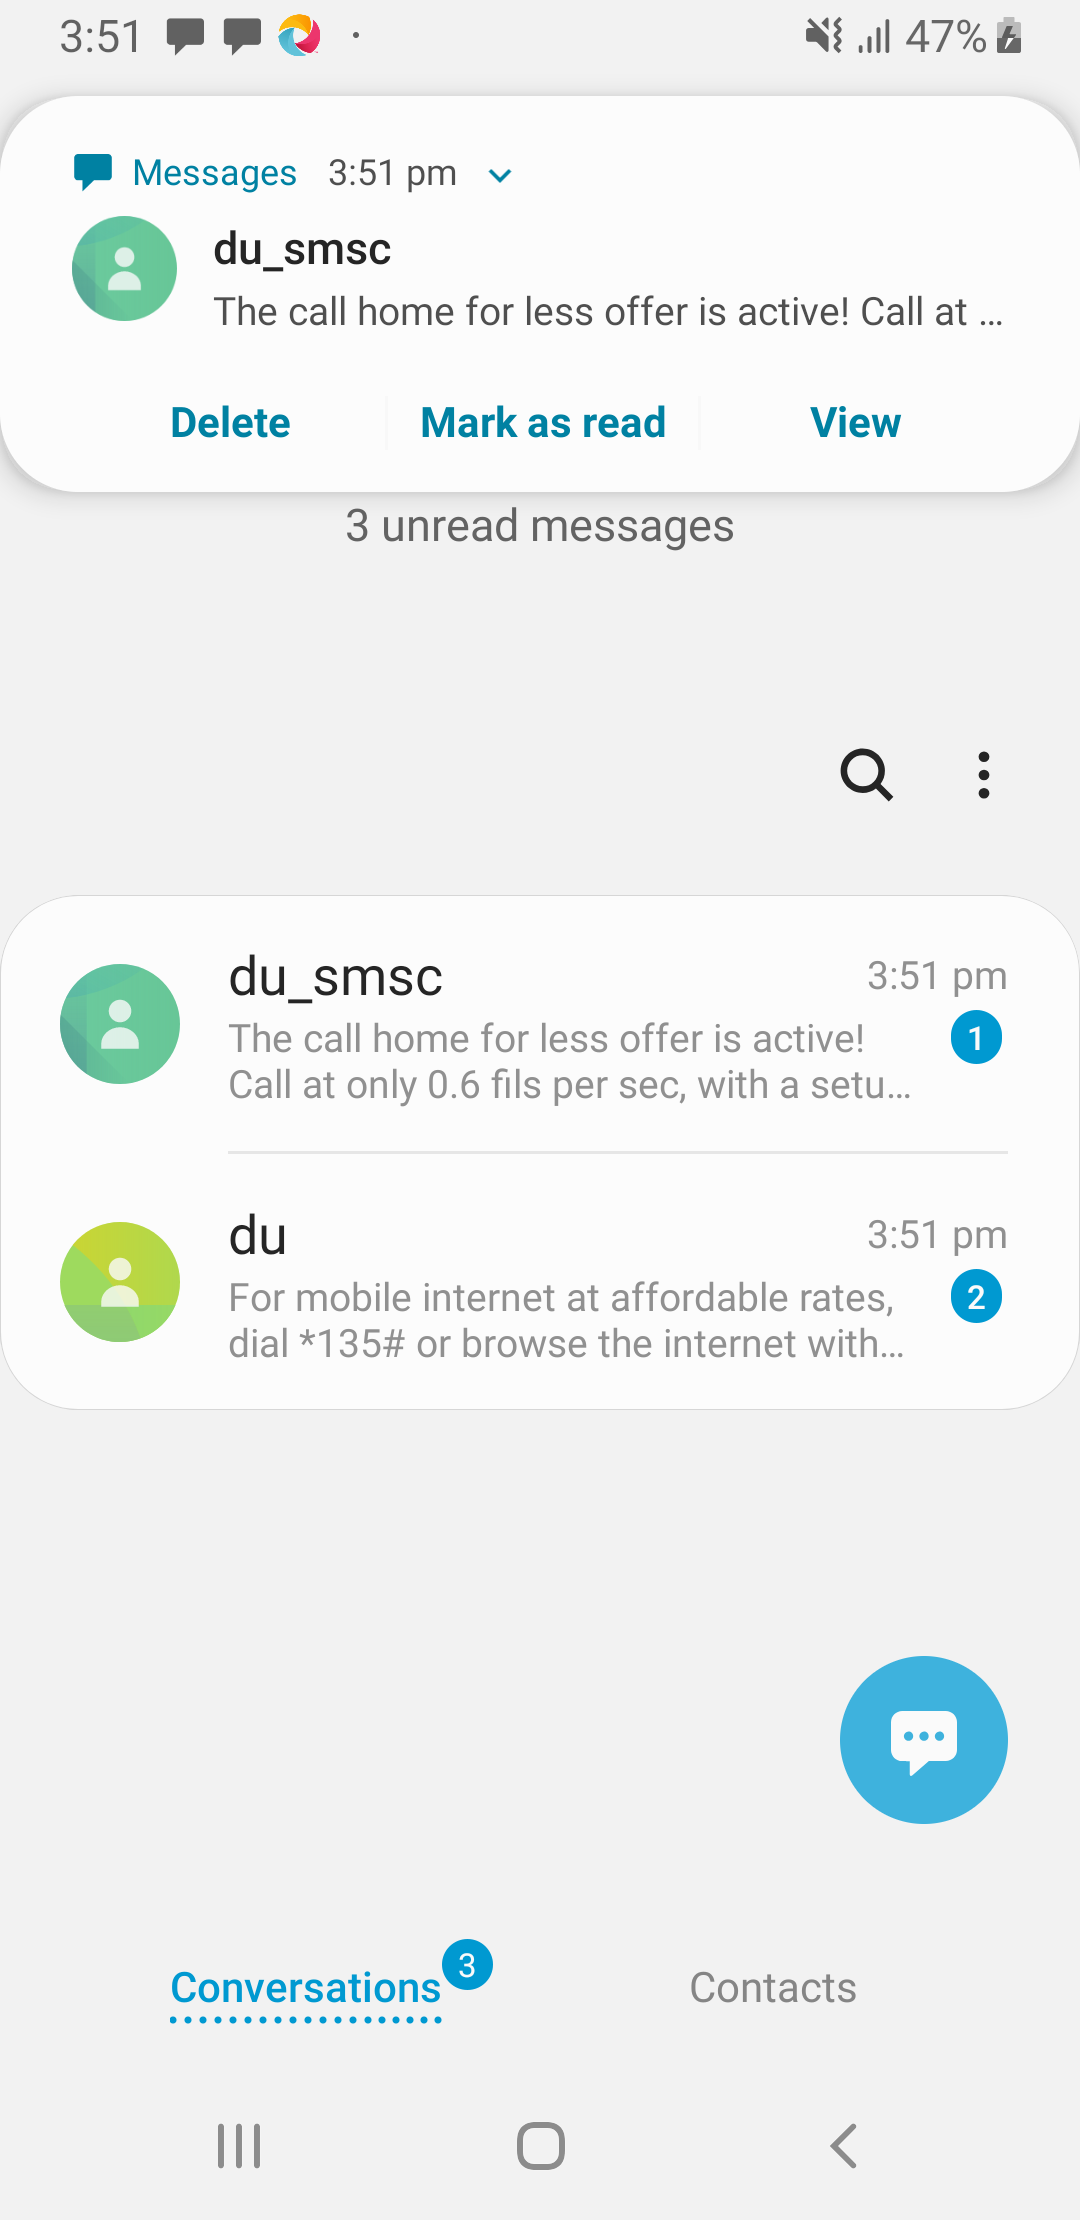 3:51
47%
Messages 3:51 pm
du_smsc
The call home for less offer is active! Call at ...
Delete Mark as read View
3 unread messages
du_smsc 3:51 pm
The call home for less offer is active! 1
Call at only 0.6 fils per sec, with a setu...
du 3:51 pm
For mobile internet at affordable rates, 2
dial *135# or browse the internet with...
Conversations 3 Contacts